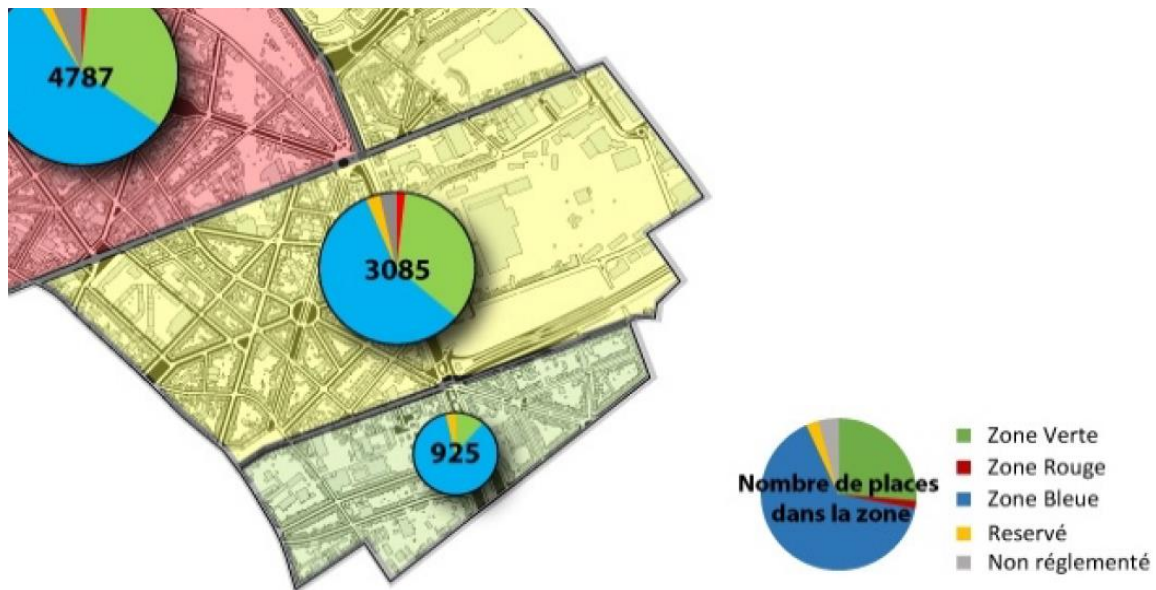 4787
3085
925
Nombre de places
dans la zone
Zone Verte
Zone Rouge
Zone Bleue
Reservé
Non réglementé